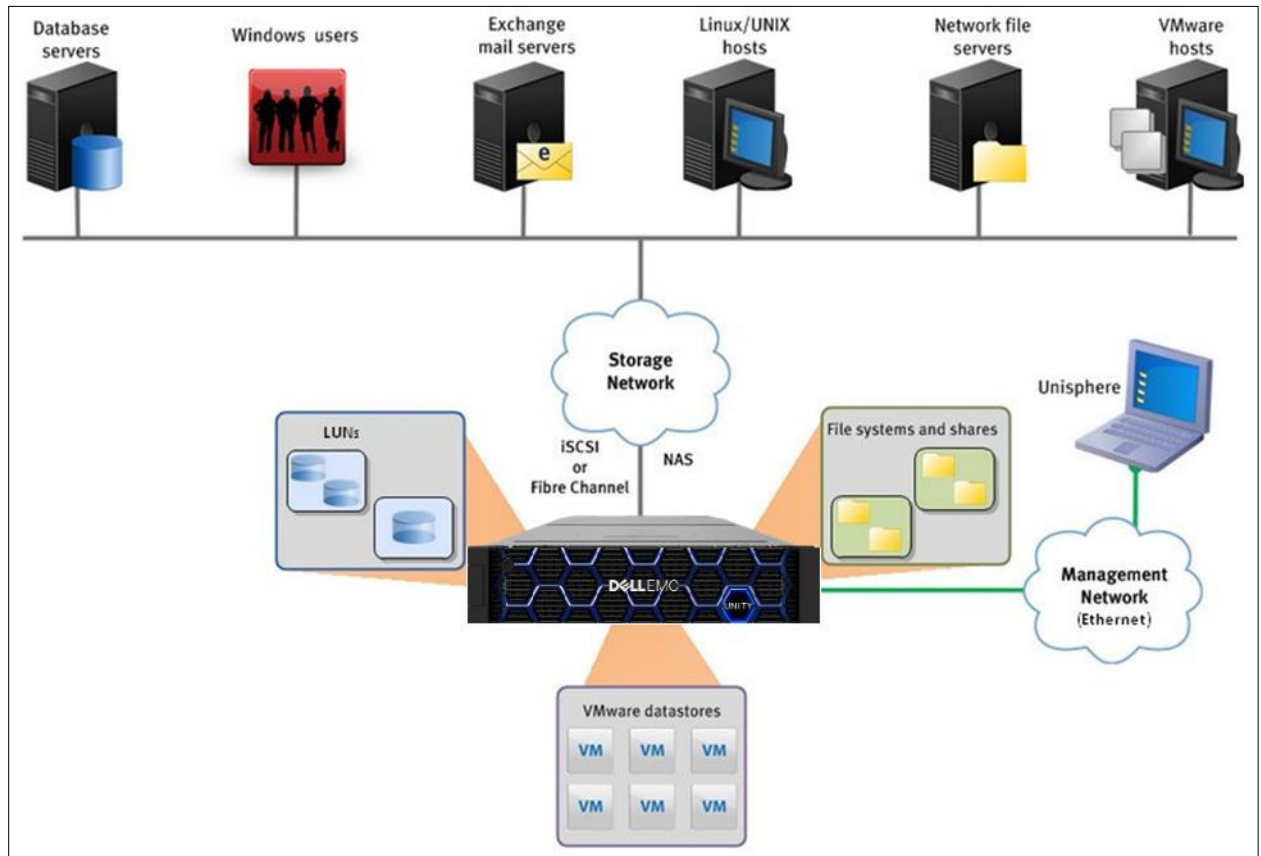 Database
servers
Windows users
Exchange
mail servers
Linux/UNIX
hosts
Network file
servers
VMware
hosts
e
Storage
Network
Unisphere
LUNs
iSCSI
or
Fibre Channel
NAS
File systems and shares
DELLEMC
UNITY
Management
Network
(Ethernet)
VMware datastores
VM VM VM
VM VM VM